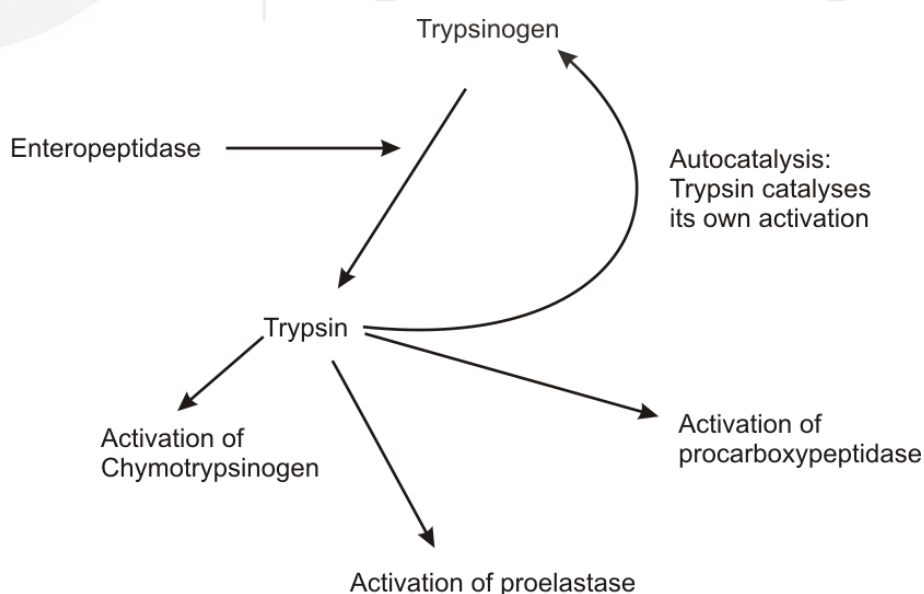 Trypsinogen
Enteropeptidase
Autocatalysis:
Trypsin catalyses
its own activation
Trypsin
Activation of
Chymotrypsinogen
Activation of
procarboxypeptidase
Activation of proelastase